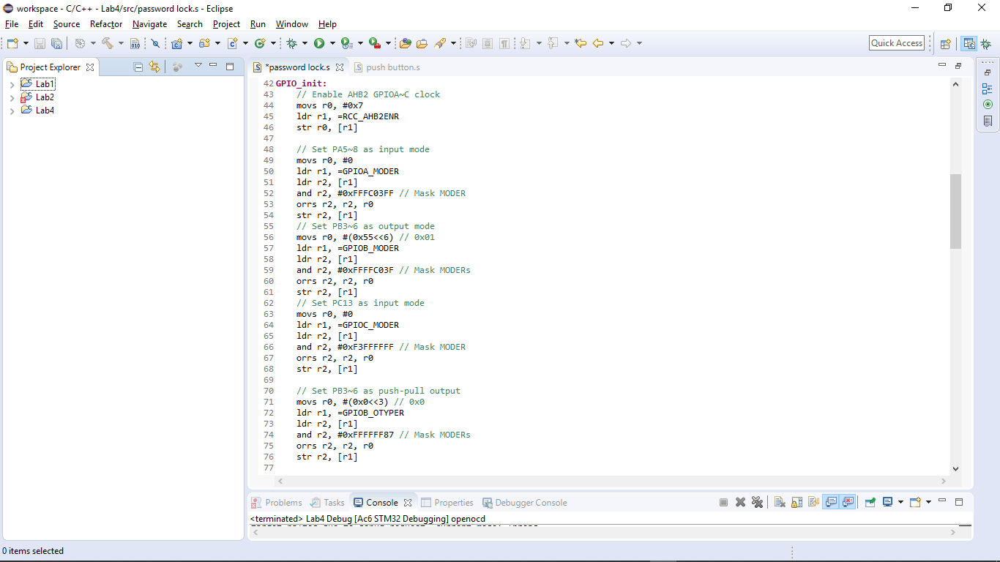 workspace - C/C++ - Lab4/src/password lock.s - Eclipse
File Edit Source Refactor Navigate Search Project Run Window Help
Quick Access
Project Explorer
Lab1
Lab2
Lab4
*password lock.s
push button.s
42 GPIO_init:
43 // Enable AHB2 GPIOA~C clock
44 movs r0, #0x7
45 ldr r1, =RCC_AHB2ENR
46 str r0, [r1]
47
48 // Set PA5~8 as input mode
49 movs r0, #0
50 ldr r1, =GPIOA_MODER
51 ldr r2, [r1]
52 and r2, #0xFFFC03FF // Mask MODER
53 orrs r2, r2, r0
54 str r2, [r1]
55 // Set PB3~6 as output mode
56 movs r0, #(0x55<<6) // 0x01
57 ldr r1, =GPIOB_MODER
58 ldr r2, [r1]
59 and r2, #0xFFFFC03F // Mask MODERs
60 orrs r2, r2, r0
61 str r2, [r1]
62 // Set PC13 as input mode
63 movs r0, #0
64 ldr r1, =GPIOC_MODER
65 ldr r2, [r1]
66 and r2, #0xF3FFFFFF // Mask MODER
67 orrs r2, r2, r0
68 str r2, [r1]
69
70 // Set PB3~6 as push-pull output
71 movs r0, #(0x0<<3) // 0x0
72 ldr r1, =GPIOB_OTYPER
73 ldr r2, [r1]
74 and r2, #0xFFFFFF87 // Mask MODERs
75 orrs r2, r2, r0
76 str r2, [r1]
77
Problems Tasks Console Properties Debugger Console
<terminated> Lab4 Debug [Ac6 STM32 Debugging] openocd
0 items selected